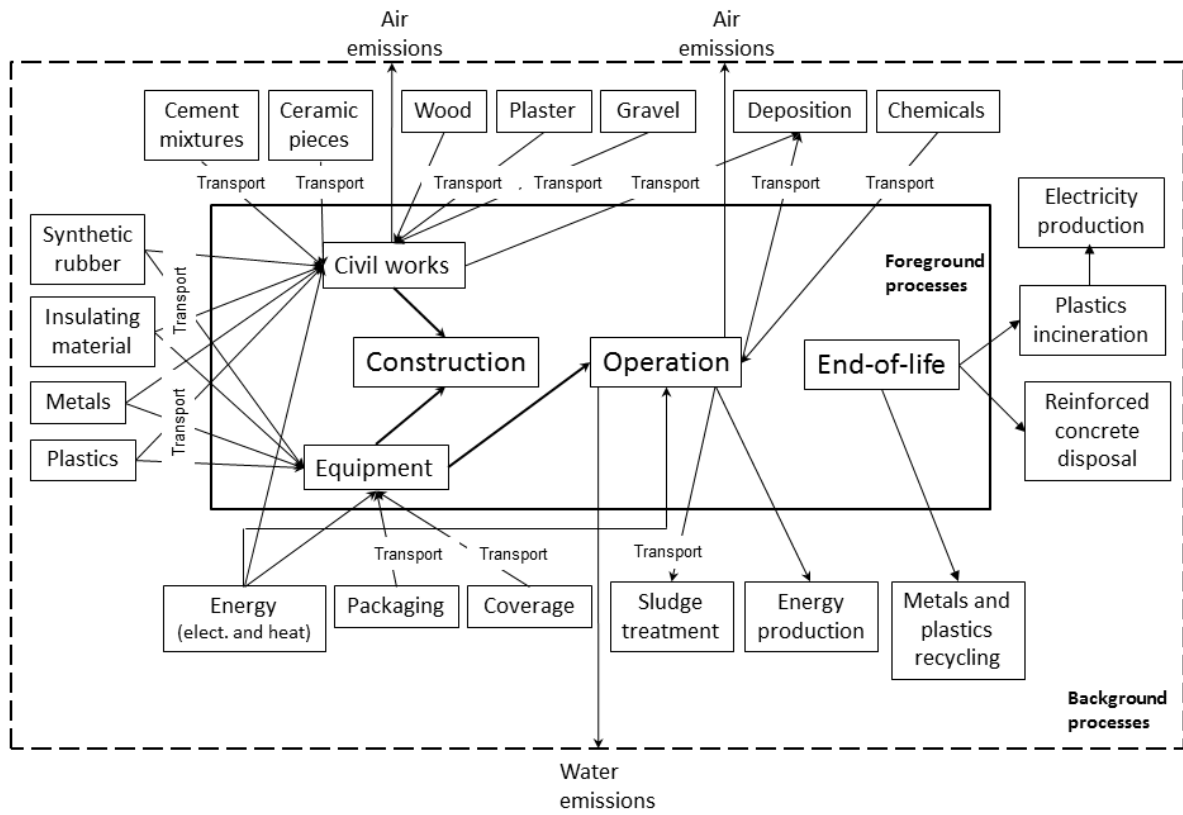 Air
emissions
Air
emissions
Cement
mixtures
Ceramic
pieces
Wood
Plaster
Gravel
Deposition
Chemicals
Transport
Transport
Transport
Transport
Transport
Transport
Transport
Electricity
production
Synthetic
rubber
Civil works
Foreground
processes
Transport
Insulating
material
Plastics
incineration
Construction
Operation
End-of-life
Metals
Transport
Reinforced
concrete
disposal
Plastics
Equipment
Transport
Transport
Transport
Energy
(elect. and heat)
Packaging
Coverage
Sludge
treatment
Energy
production
Metals and
plastics
recycling
Background
processes
Water
emissions